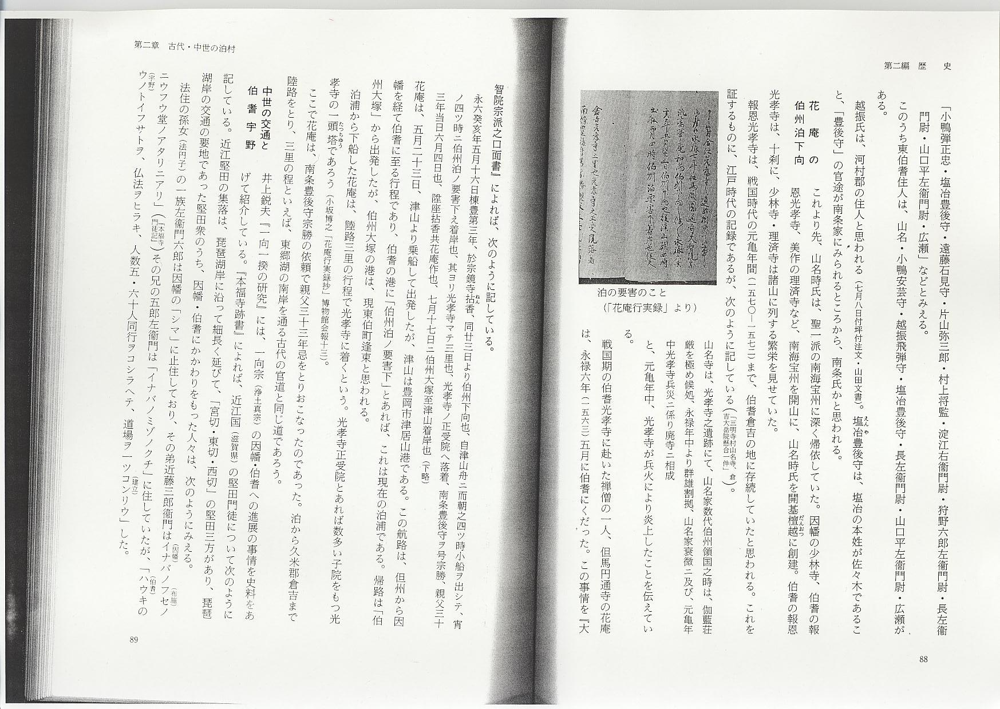 第二編　歴　史
「小鴨弾正忠・塩冶豊後守・遠藤石見守・片山弥三郎・村上将監・淀江右衞門尉・狩野六郎左衞門尉・長左衞
門尉・山口平左衞門尉・広瀬」などとみえる。
このうち東伯耆住人は、山名・小鴨安芸守・越振飛弾守・塩冶豊後守・長左衞門尉・山口平左衞門尉・広瀬が
ある。
越振氏は、河村郡の住人と思われる（七月八日付坪付注文・山田文書）。塩冶豊後守は、塩冶の本姓が佐々木であるこ
えんや
と、「豊後守」の官途が南条家にみられるところから、南条氏かと思われる。
花庵の
伯州泊下向
これより先、山名時氏は、聖一派の南海宝州に深く帰依していた。因幡の少林寺、伯耆の報
恩光孝寺、美作の理済寺など、南海宝州を開山に、山名時氏を開基檀越に創建。伯耆の報恩
だんおつ
光孝寺は、十刹に、少林寺・理済寺は諸山に列する繁栄を見せていた。
報恩光孝寺は、戦国時代の元亀年間（一五七〇―一五七二）まで、伯耆倉吉の地に存続していたと思われる。これを
証するものに、江戸時代の記録であるが、次のように記している（「三明寺村山名寺、倉吉大岳院懸合一件」）。
山名寺は、光孝寺之遺跡にて、山名家数代伯州領国之時は、伽藍荘
厳を極め候処、永禄年中より群雄割拠、山名家衰微ニ及び、元亀年
中光孝寺兵災ニ係り廃寺ニ相成
と、元亀年中、光孝寺が兵火により炎上したことを伝えてい
る。
戦国期の伯耆光孝寺に赴いた禅僧の一人、但馬円通寺の花庵
は、永禄六年（一五六三）五月に伯耆にくだった。この事情を『大
泊の要害のこと
（「花庵行実録」より）
88
第二章　古代・中世の泊村
智院宗派之口面書』によれば、次のように記している。
永六癸亥年五月十六日棟豊第三年、於宗鏡寺拈香、同廿三日より伯州下向也、自津山舟ニ而朝之四ツ時小船ヲ出シテ、宵
ねん
ノ四ツ時ニ伯州泊ノ要害下え着岸也、其ヨリ光孝寺マテ三里也、光孝寺ノ正受院へ落着、南条豊後守ヲ号宗勝、親父三十
三年当日六月四日也、陞座拈香共花庵作也、七月十七日ニ伯州大塚至津山着岸也（下略）
花庵は、五月二十三日、津山より乗船して出発したが、津山は豊岡市津居山港である。この航路は、但州から因
幡を経て伯耆に至る行程であり、伯耆の港に「伯州泊ノ要害下」とあれば、これは現在の泊浦である。帰路は「伯
州大塚」から出発したが、伯州大塚の港は、現東伯町逢束と思われる。
泊浦から下船した花庵は、陸路三里の行程で光孝寺に着くという。光孝寺正受院とあれば数多い子院をもつ光
孝寺の一頭塔であろう（小坂博之「花庵行実録抄」博物館会報十三）。
たっちゅう
ここで花庵は、南条豊後守宗勝の依頼で親父三十三年忌をとりおこなったのであった。泊から久米郡倉吉まで
陸路をとり、三里の程といえば、東郷湖の南岸を通る古代の官道と同じ道であろう。
中世の交通と
伯耆宇野
井上鋭夫『一向一揆の研究』には、一向宗（浄土真宗）の因幡・伯耆への進展の事情を史料をあ
げて紹介している。『本福寺跡書』によれば、近江国（滋賀県）の堅田門徒について次のように
記している。近江堅田の集落は、琵琶湖岸に沿って細長く延びて、「宮切・東切・西切」の堅田三方があり、琵琶
湖岸の交通の要地であった堅田衆のうち、因幡・伯耆にかかわりをもった人々は、次のようにみえる。
法住の孫女（法円子）の一族左衞門六郎は因幡の「シマ」に止住しており、その弟近藤三郎衞門はイナバノフセノ
（因幡）（布施）
ニウフウ堂ノアタリニアリ」（「本福寺門徒記」）その兄の五郎左衞門は「イナバノミゾノクチ」に住していたが、「ハウキの
（伯耆）
ウノトイフサトヲ、仏法ヲヒラキ、人数五・六十人同行ヲコシラヘテ、道場ヲ一ツコンリウ」した。
（宇野）（建立）
89